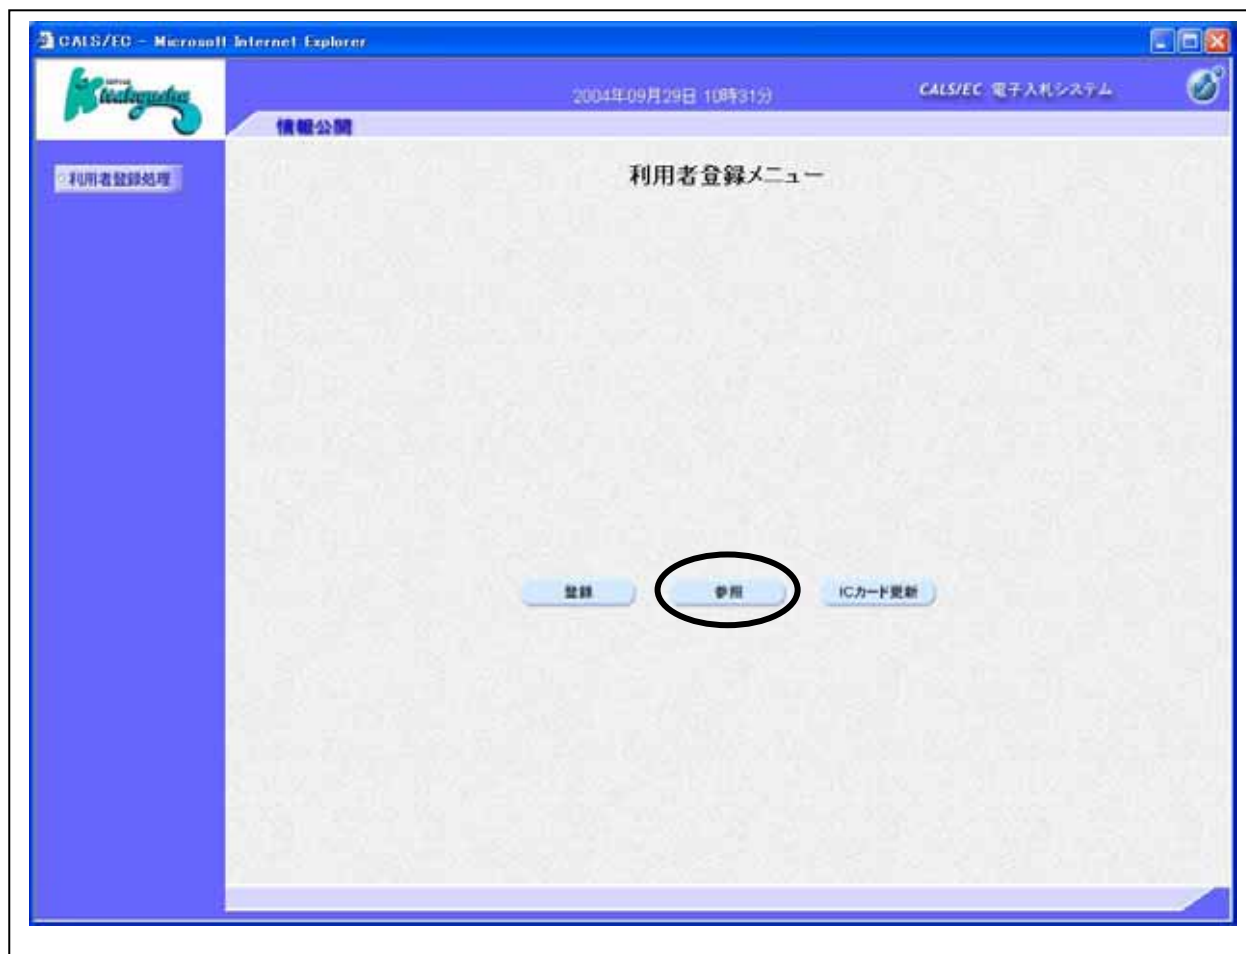 CALS/EC - Microsoft Internet Explorer
2004年09月29日 10時31分
CALS/EC 電子入札システム
情報公開
利用者登録処理
利用者登録メニュー
登録
参照
ICカード更新